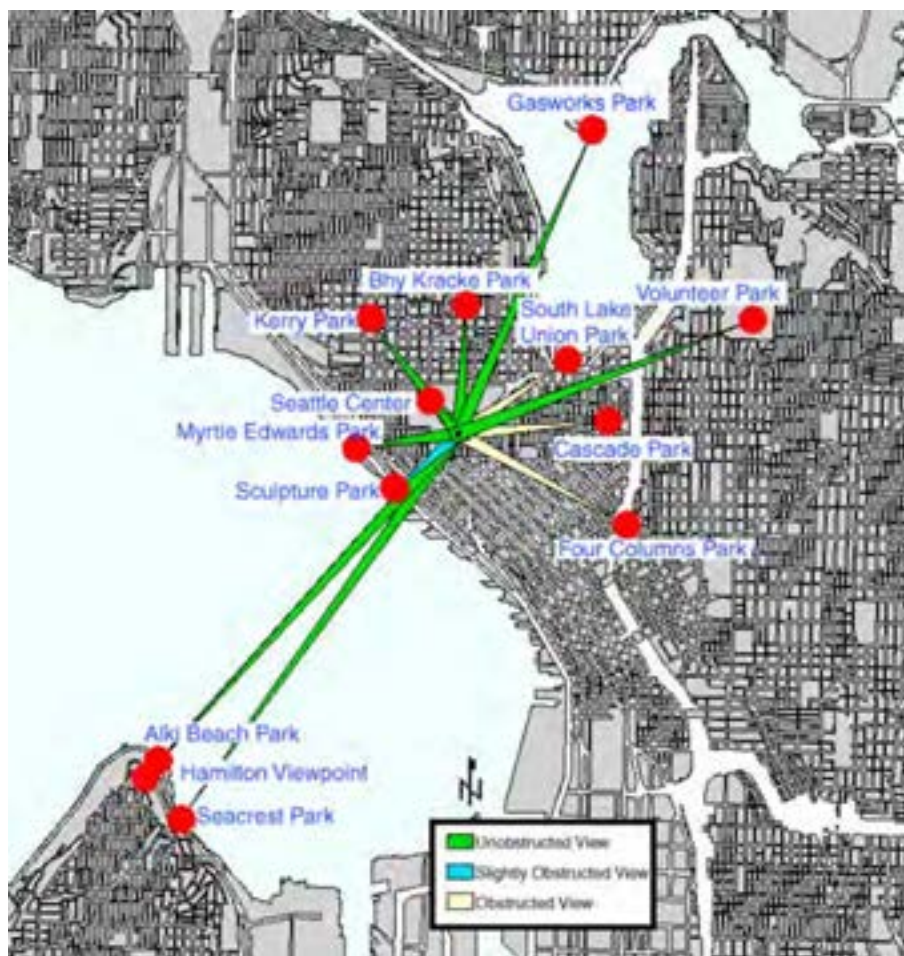 Gasworks Park
Bhy Kracke Park
South Lake
Union Park
Volunteer Park
Kerry Park
Seattle Center
Myrtle Edwards Park
Cascade Park
Sculpture Park
Four Columns Park
Alki Beach Park
Hamilton Viewpoint
Seacrest Park
N
Unobstructed View
Slightly Obstructed View
Obstructed View